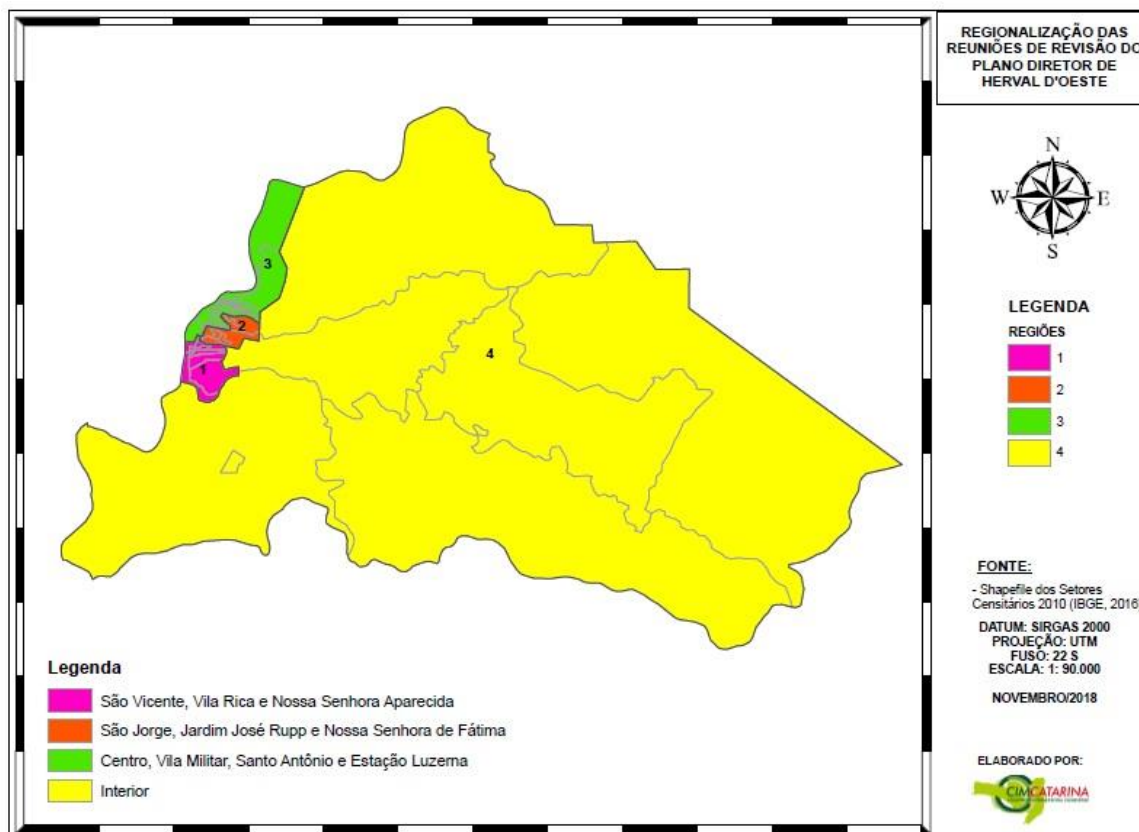 REGIONALIZAÇÃO DAS
REUNIÕES DE REVISÃO DO
PLANO DIRETOR DE
HERVAL D'OESTE
N
W
E
S
3
2
1
4
LEGENDA
REGIÕES
1
2
3
4
FONTE:
- Shapefile dos Setores
Censitários 2010 (IBGE, 2016)
DATUM: SIRGAS 2000
PROJEÇÃO: UTM
FUSO: 22 S
ESCALA: 1: 90.000
NOVEMBRO/2018
ELABORADO POR:
CIMCATARINA
Legenda
São Vicente, Vila Rica e Nossa Senhora Aparecida
São Jorge, Jardim José Rupp e Nossa Senhora de Fátima
Centro, Vila Militar, Santo Antônio e Estação Luzerna
Interior